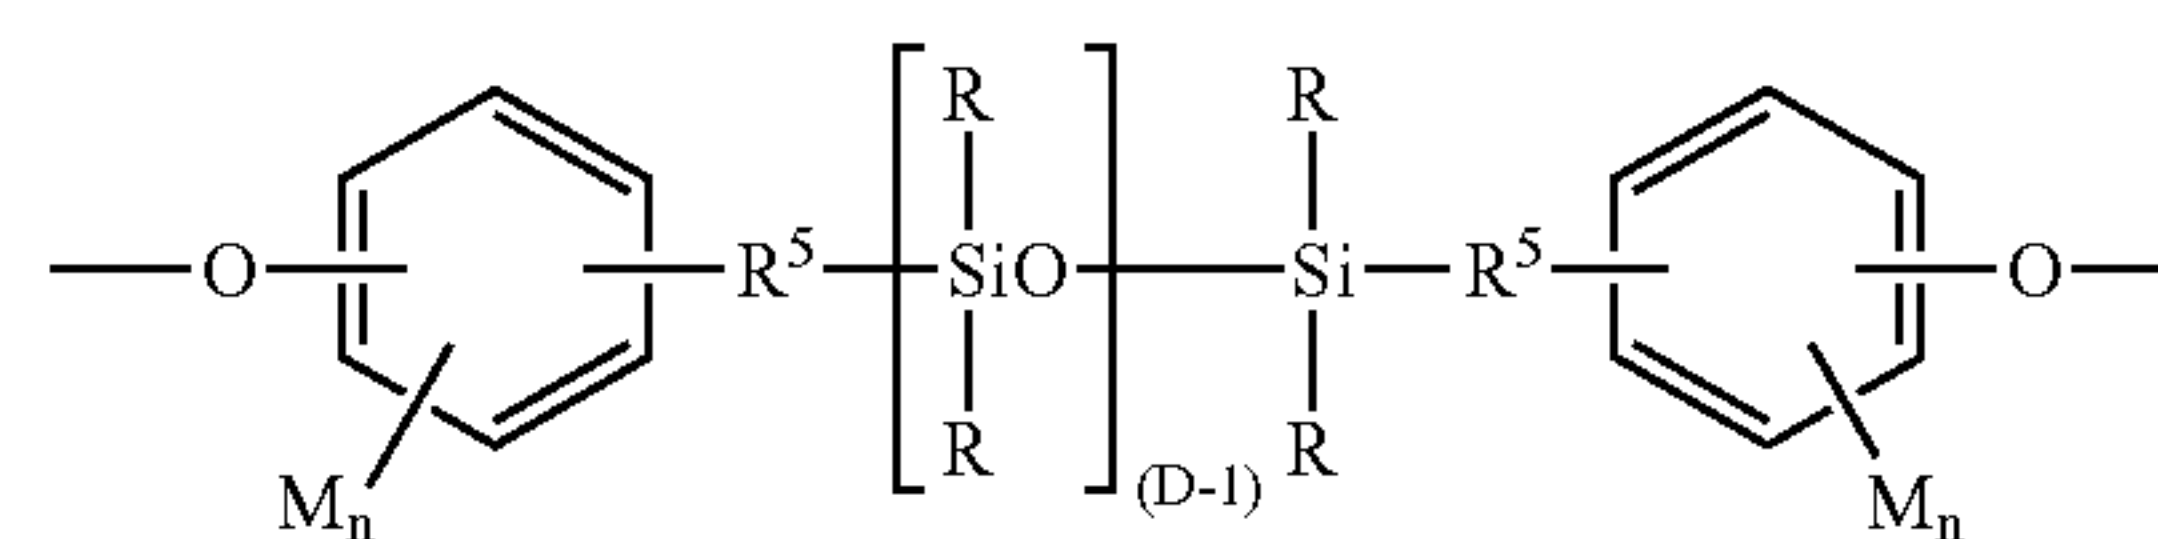 R R
O R⁵ SiO Si R⁵ O
R R
(D-1)
Mₙ Mₙ